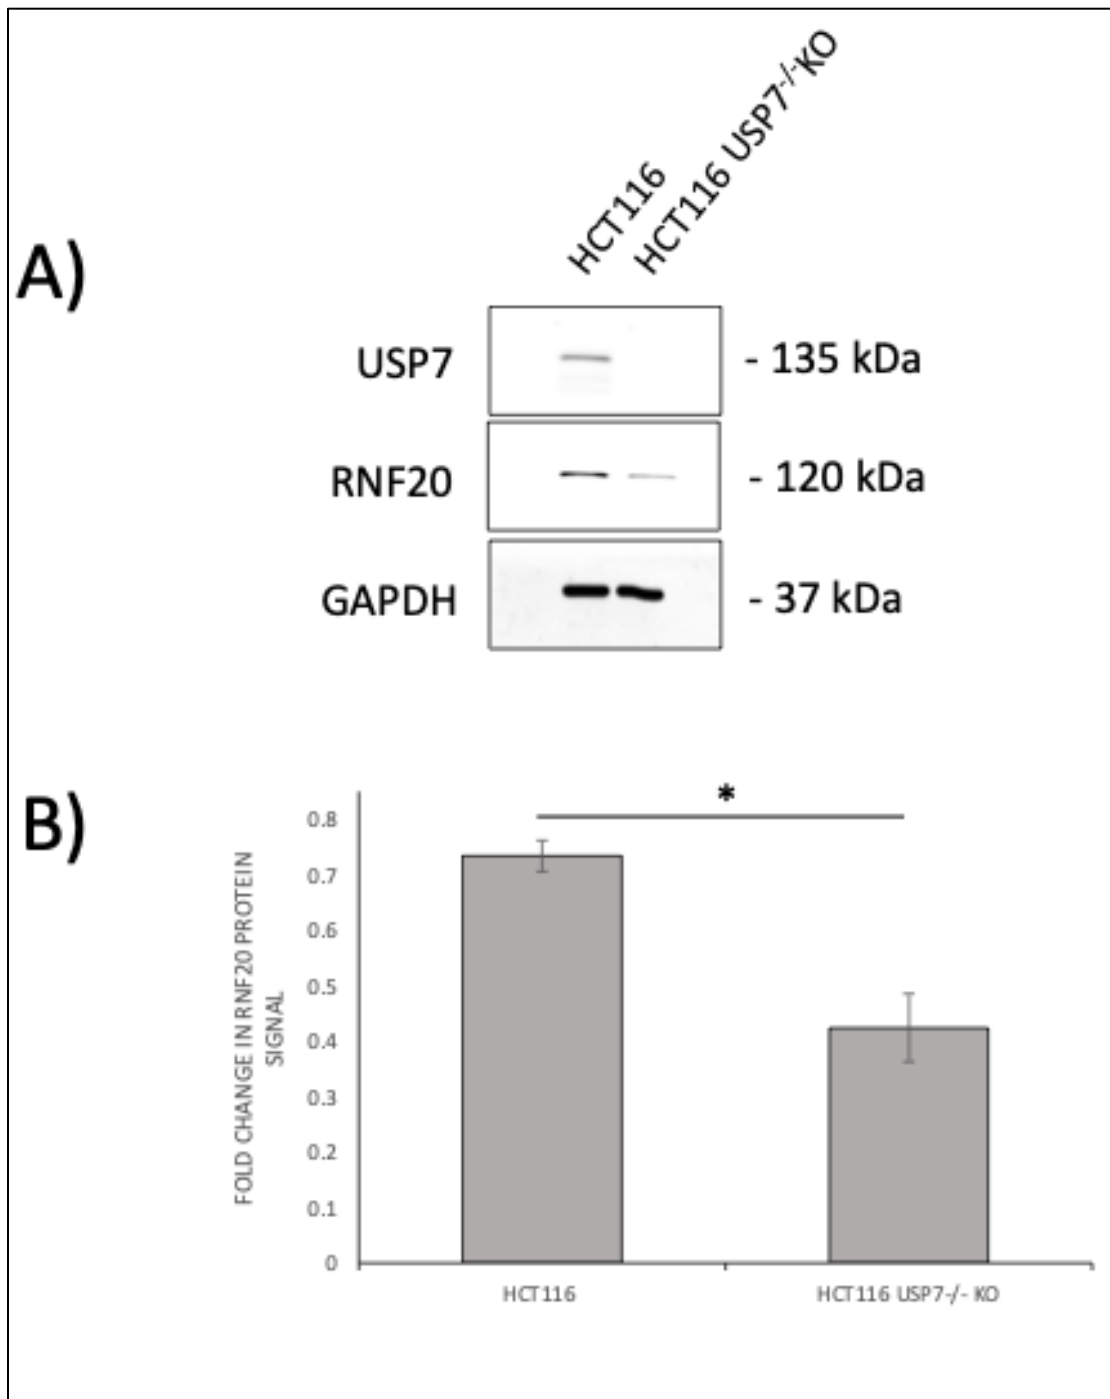 A)
HCT116
HCT116 USP7-/-KO
USP7
- 135 kDa
RNF20
- 120 kDa
GAPDH
- 37 kDa
B)
*
FOLD CHANGE IN RNF20 PROTEIN
SIGNAL
0.8
0.7
0.6
0.5
0.4
0.3
0.2
0.1
0
HCT116
HCT116 USP7-/- KO